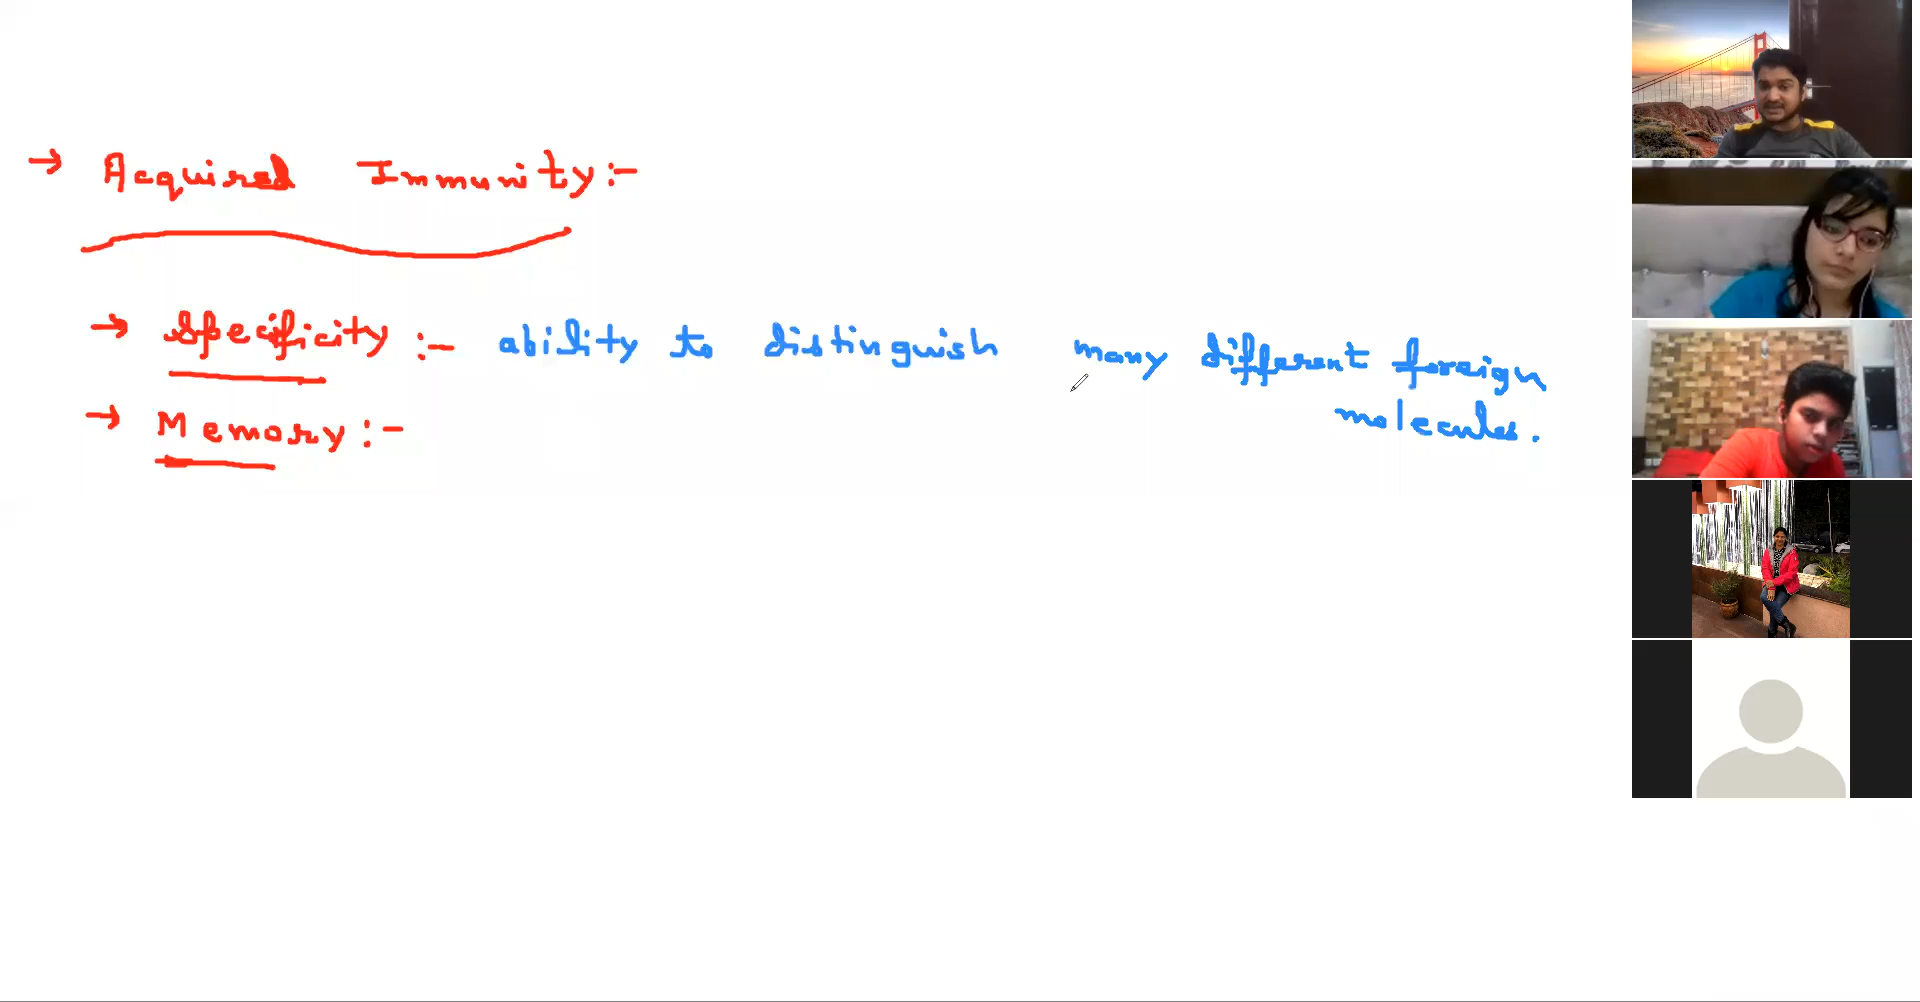 → Acquired Immunity:-
→ Specificity :- ability to distinguish many different foreign
molecules.
→ Memory :-